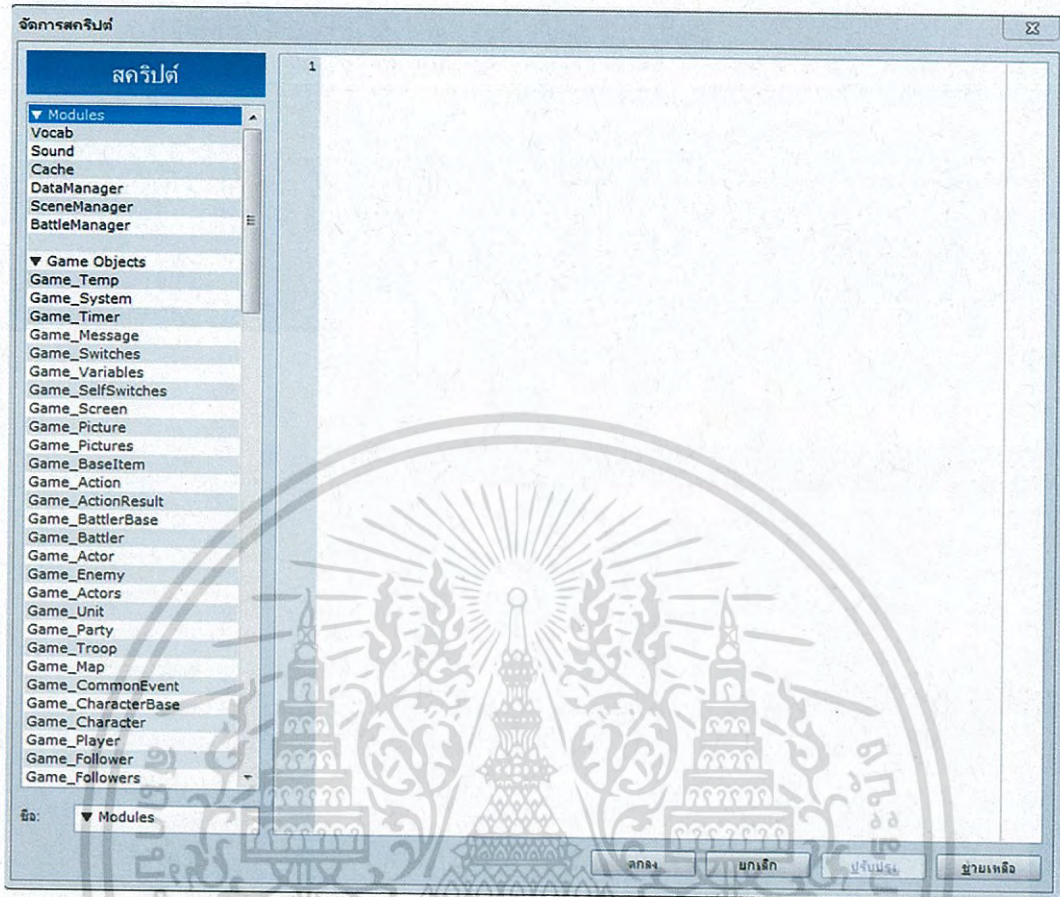 จัดการสคริปต์
สคริปต์
1
▼ Modules
Vocab
Sound
Cache
DataManager
SceneManager
BattleManager
▼ Game Objects
Game_Temp
Game_System
Game_Timer
Game_Message
Game_Switches
Game_Variables
Game_SelfSwitches
Game_Screen
Game_Picture
Game_Pictures
Game_BaseItem
Game_Action
Game_ActionResult
Game_BattlerBase
Game_Battler
Game_Actor
Game_Enemy
Game_Actors
Game_Unit
Game_Party
Game_Troop
Game_Map
Game_CommonEvent
Game_CharacterBase
Game_Character
Game_Player
Game_Follower
Game_Followers
ชื่อ: ▼ Modules
ตกลง ยกเลิก ปรับปรุง ช่วยเหลือ